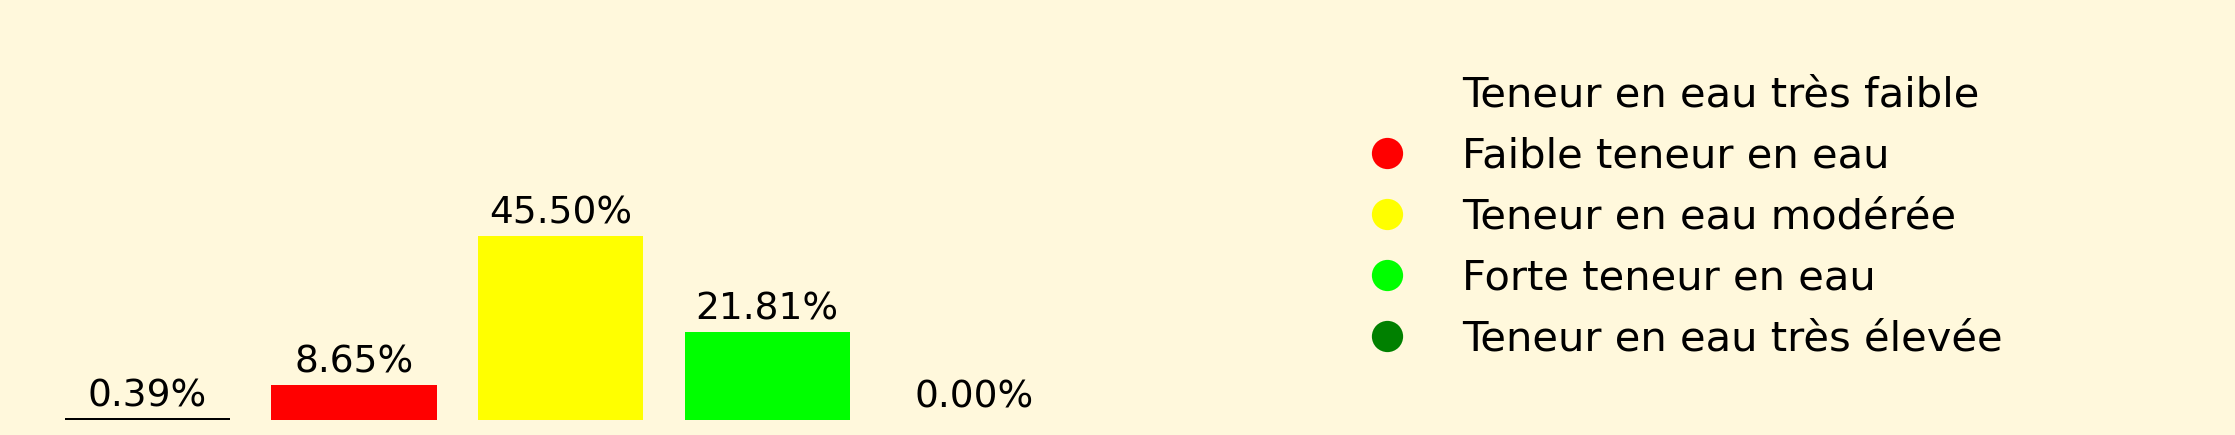 0.39%
8.65%
45.50%
21.81%
0.00%
Teneur en eau très faible
Faible teneur en eau
Teneur en eau modérée
Forte teneur en eau
Teneur en eau très élevée